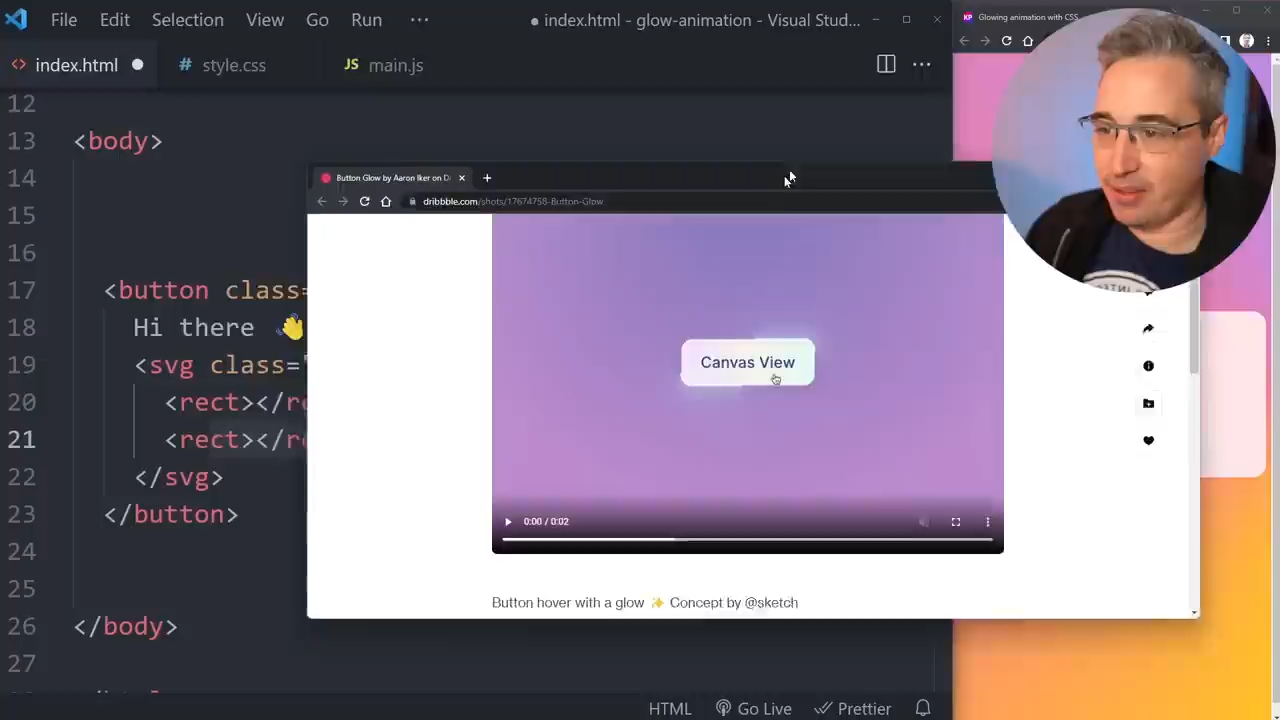 File Edit Selection View Go Run ··· ● index.html - glow-animation - Visual Stud...
<> index.html ● # style.css JS main.js
KP Glowing animation with CSS
12
13 <body>
14
15
16
17 <button class=
18 Hi there 👋
19 <svg class=
20 <rect></re
21 <rect></re
22 </svg>
23 </button>
24
25
26 </body>
27
Button Glow by Aaron Iker on D
dribbble.com/shots/17674758-Button-Glow
Canvas View
0:00 / 0:02
Button hover with a glow ✨ Concept by @sketch
HTML Go Live Prettier